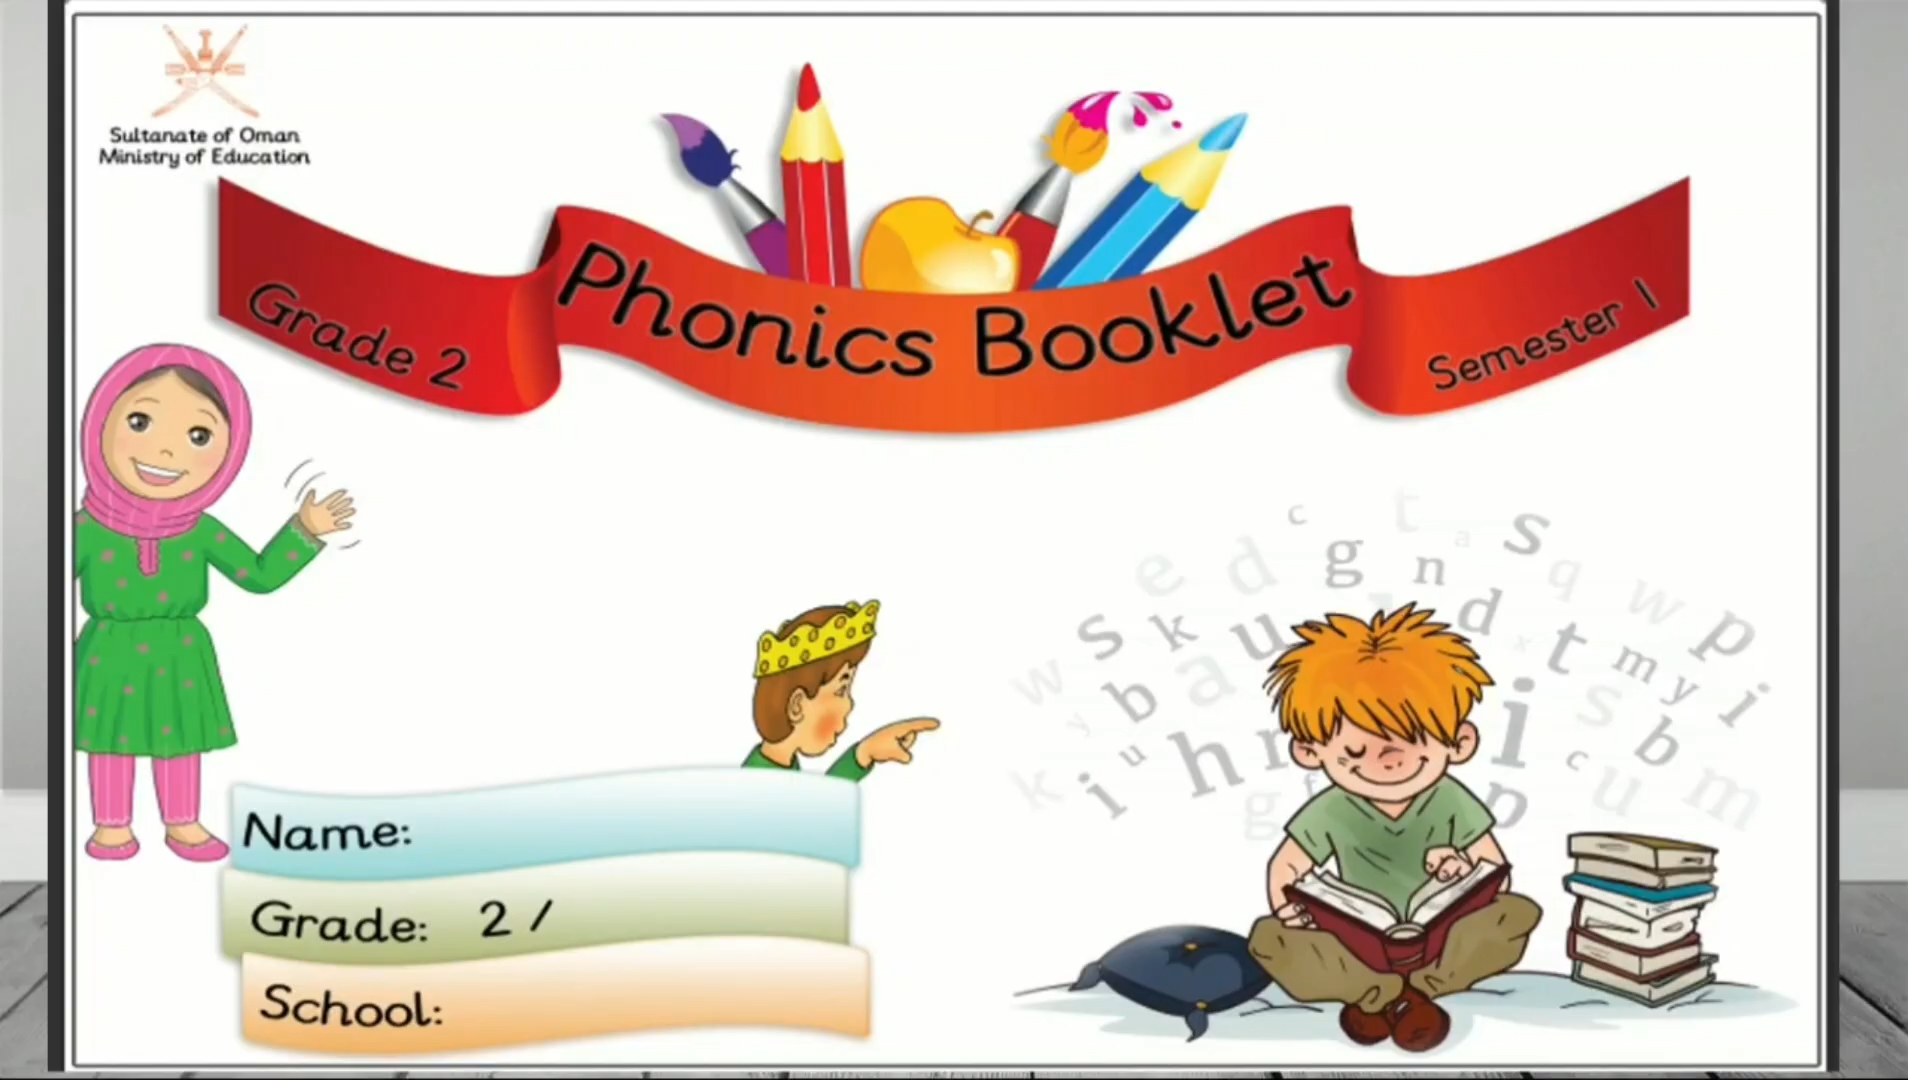 Sultanate of Oman
Ministry of Education
Grade 2
Phonics Booklet
Semester 1
Name:
Grade: 2 /
School:
c t a s
e d g n q w
s k u d t m y p i
w b a x s
y u h r i c b
k i g f p u m